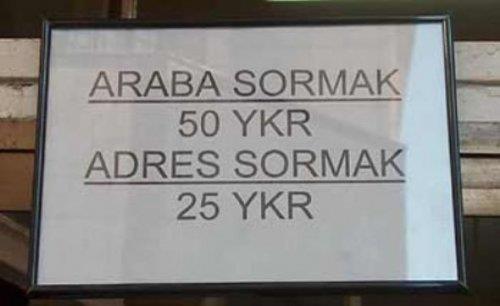 ARABA SORMAK
50 YKR
ADRES SORMAK
25 YKR